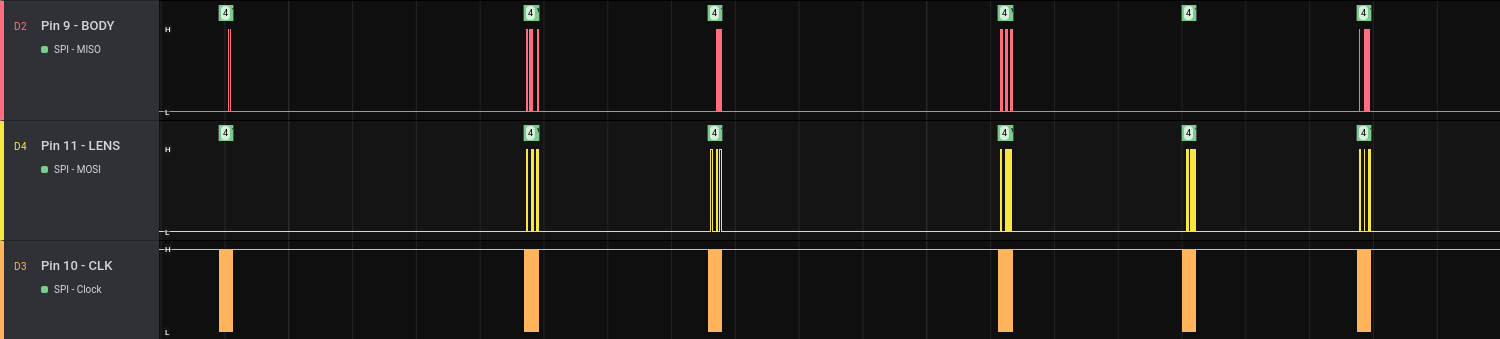 D2 Pin 9 - BODY
SPI - MISO
4 4 4 4 4 4
H
L
D4 Pin 11 - LENS
SPI - MOSI
4 4 4 4 4 4
H
L
D3 Pin 10 - CLK
SPI - Clock
H
L